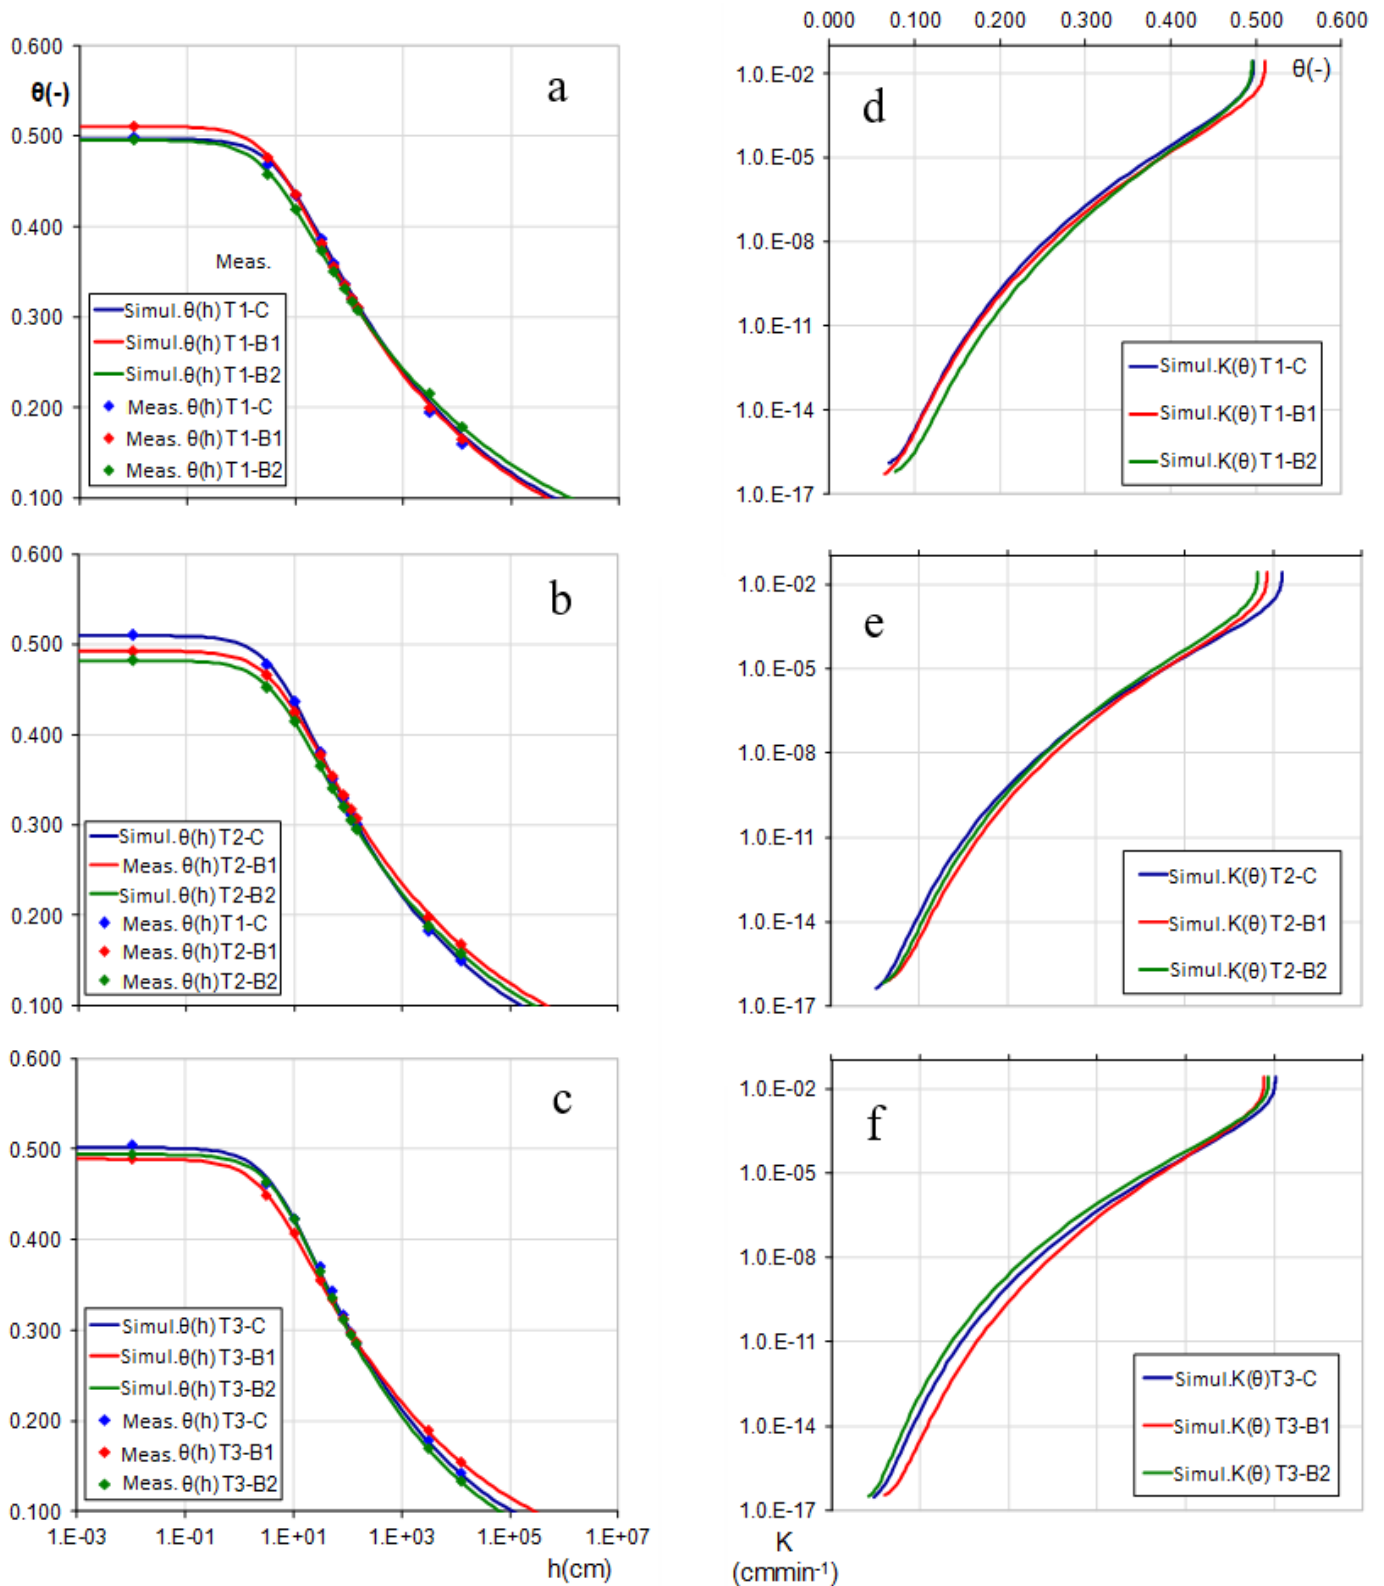 0.600
θ(-)
0.500
0.400
0.300
0.200
0.100
a
Meas.
Simul.θ(h) T1-C
Simul.θ(h) T1-B1
Simul.θ(h) T1-B2
Meas. θ(h) T1-C
Meas. θ(h) T1-B1
Meas. θ(h) T1-B2
0.000 0.100 0.200 0.300 0.400 0.500 0.600
θ(-)
1.0.E-02
1.0.E-05
1.0.E-08
1.0.E-11
1.0.E-14
1.0.E-17
d
Simul.K(θ) T1-C
Simul.K(θ) T1-B1
Simul.K(θ) T1-B2
0.600
0.500
0.400
0.300
0.200
0.100
b
Simul.θ(h) T2-C
Meas. θ(h) T2-B1
Simul.θ(h) T2-B2
Meas. θ(h) T1-C
Meas. θ(h) T2-B1
Meas. θ(h) T2-B2
1.0.E-02
1.0.E-05
1.0.E-08
1.0.E-11
1.0.E-14
1.0.E-17
e
Simul.K(θ) T2-C
Simul.K(θ) T2-B1
Simul.K(θ) T2-B2
0.600
0.500
0.400
0.300
0.200
0.100
c
Simul.θ(h) T3-C
Simul.θ(h) T3-B1
Simul.θ(h) T3-B2
Meas. θ(h) T3-C
Meas. θ(h) T3-B1
Meas. θ(h) T3-B2
1.E-03 1.E-01 1.E+01 1.E+03 1.E+05 1.E+07
h(cm)
1.0.E-02
1.0.E-05
1.0.E-08
1.0.E-11
1.0.E-14
1.0.E-17
f
Simul.K(θ)T3-C
Simul.K(θ) T3-B1
Simul.K(θ) T3-B2
K
(cmmin-1)